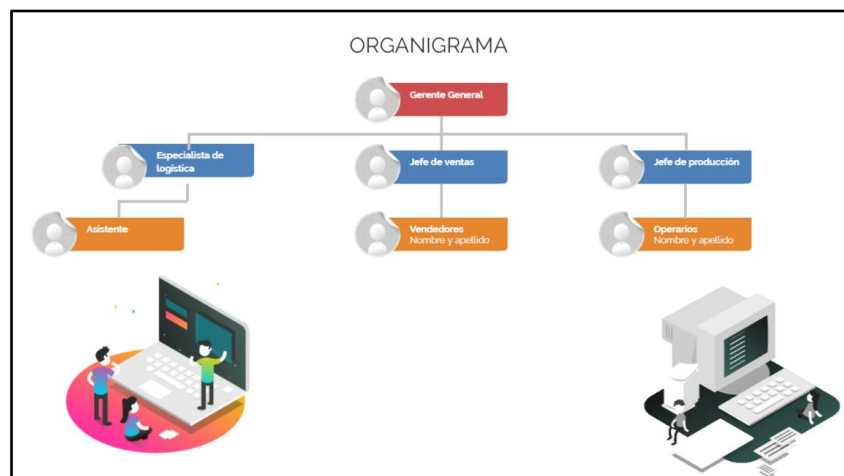 ORGANIGRAMA
Gerente General
Especialista de
logística
Jefe de ventas
Jefe de producción
Asistente
Vendedores
Nombre y apellido
Operarios
Nombre y apellido